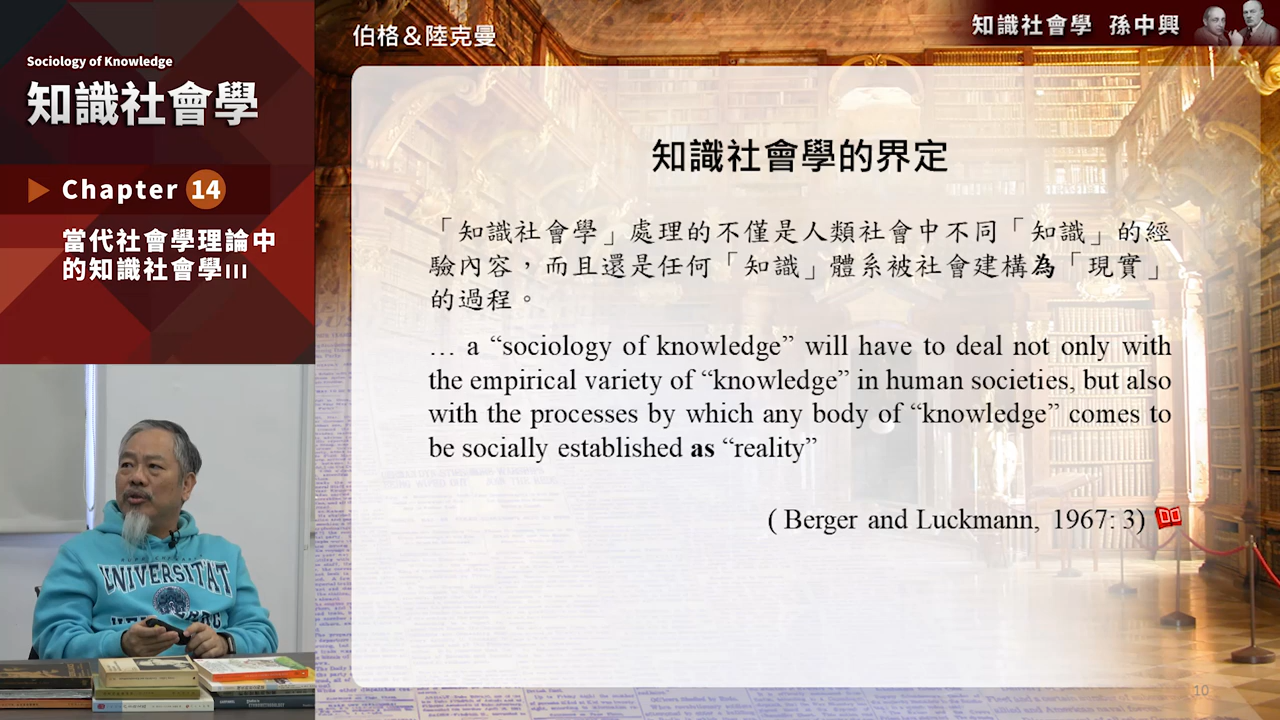 Sociology of Knowledge
知識社會學
Chapter 14
當代社會學理論中
的知識社會學III
伯格＆陸克曼
知識社會學 孫中興
知識社會學的界定
「知識社會學」處理的不僅是人類社會中不同「知識」的經
驗內容，而且還是任何「知識」體系被社會建構為「現實」
的過程。
… a “sociology of knowledge” will have to deal not only with
the empirical variety of “knowledge” in human societies, but also
with the processes by which any body of “knowledge” comes to
be socially established as “reality”
( Berger and Luckmann, 1967: 3)
10
UNIVERSITÄT